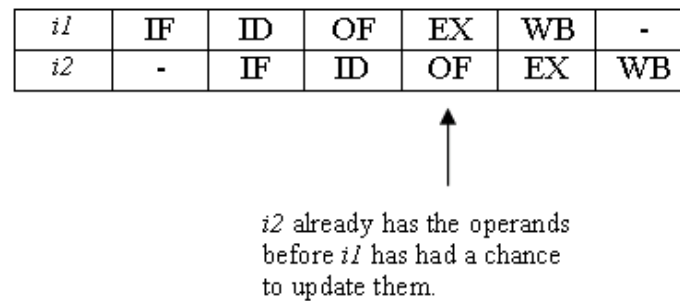 i1 IF ID OF EX WB -
i2 - IF ID OF EX WB
i2 already has the operands
before i1 has had a chance
to update them.